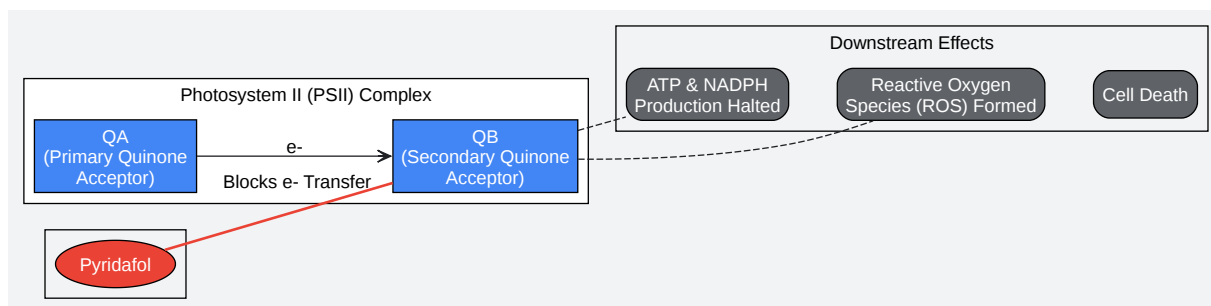 Downstream Effects
ATP & NADPH
Production Halted
Reactive Oxygen
Species (ROS) Formed
Cell Death
Photosystem II (PSII) Complex
QA
(Primary Quinone
Acceptor)
e-
Blocks e- Transfer
QB
(Secondary Quinone
Acceptor)
Pyridafol